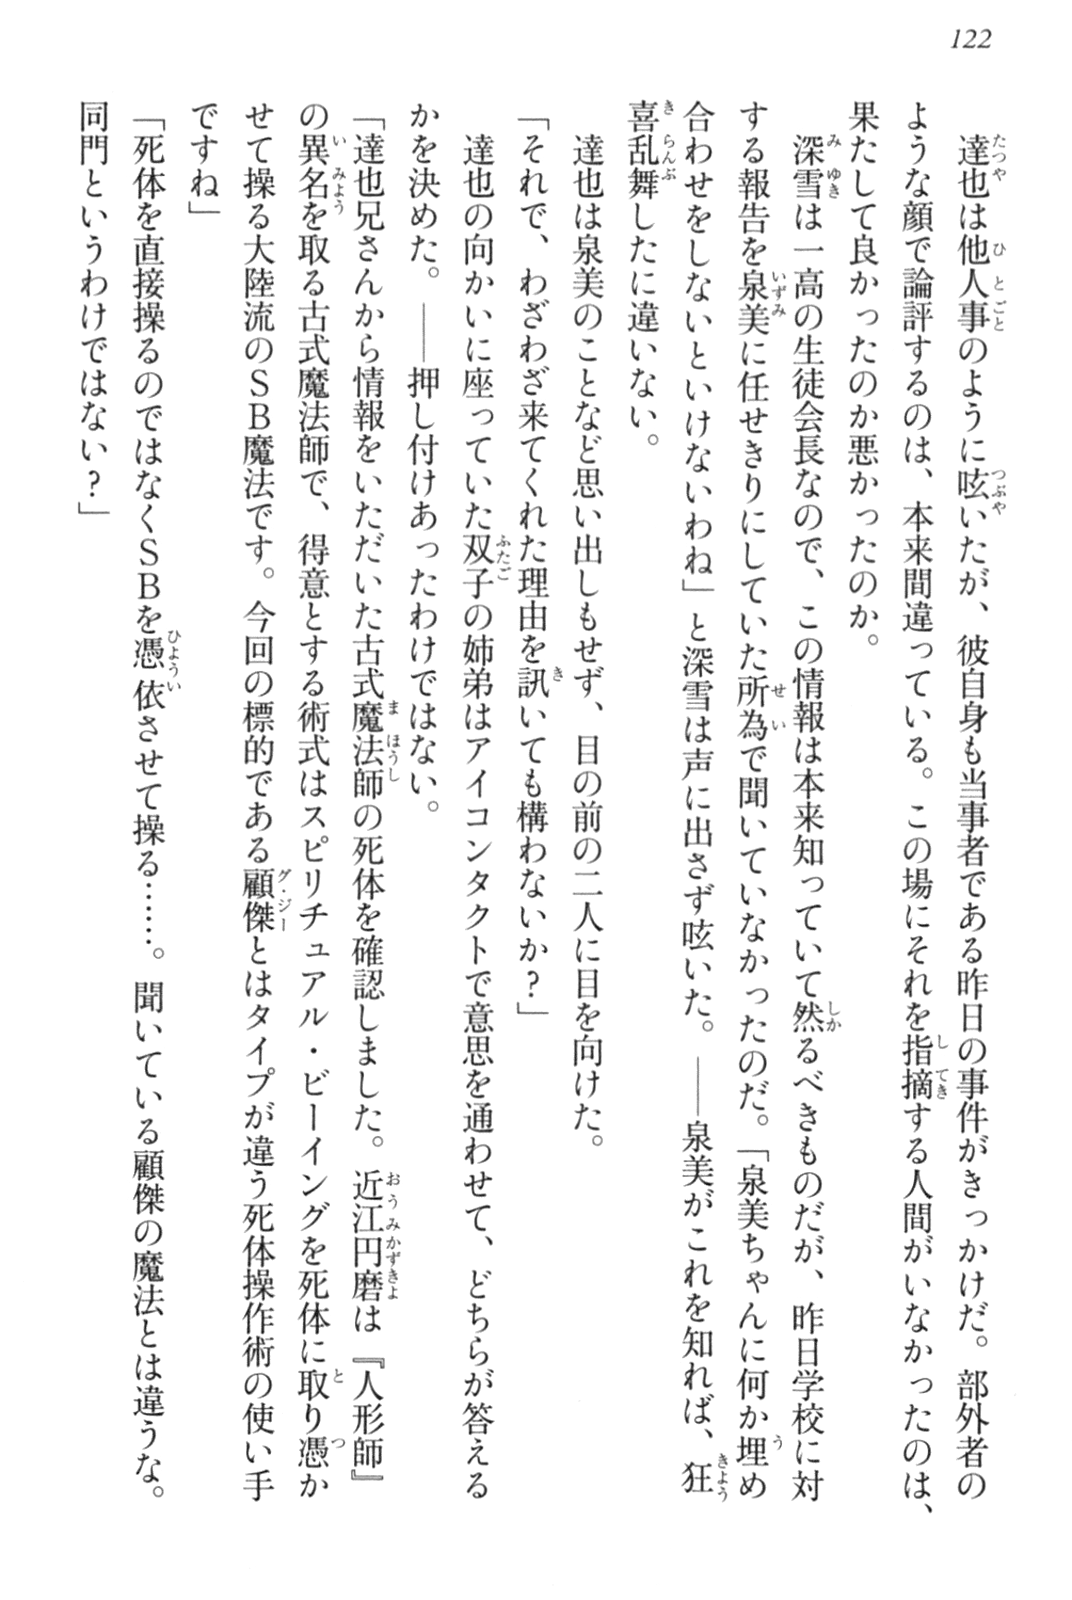 122
達也は他人事のように呟いたが、彼自身も当事者である昨日の事件がきっかけだ。部外者の
ような顔で論評するのは、本来間違っている。この場にそれを指摘する人間がいなかったのは、
果たして良かったのか悪かったのか。
深雪は一高の生徒会長なので、この情報は本来知っていて然るべきものだが、昨日学校に対
する報告を泉美に任せきりにしていた所為で聞いていなかったのだ。「泉美ちゃんに何か埋め
合わせをしないといけないわね」と深雪は声に出さず呟いた。――泉美がこれを知れば、狂
喜乱舞したに違いない。
達也は泉美のことなど思い出しもせず、目の前の二人に目を向けた。
「それで、わざわざ来てくれた理由を訊いても構わないか？」
達也の向かいに座っていた双子の姉弟はアイコンタクトで意思を通わせて、どちらが答える
かを決めた。――押し付けあったわけではない。
「達也兄さんから情報をいただいた古式魔法師の死体を確認しました。近江円磨は『人形師』
の異名を取る古式魔法師で、得意とする術式はスピリチュアル・ビーイングを死体に取り憑か
せて操る大陸流のＳＢ魔法です。今回の標的である顧傑とはタイプが違う死体操作術の使い手
ですね」
「死体を直接操るのではなくＳＢを憑依させて操る……。聞いている顧傑の魔法とは違うな。
同門というわけではない？」